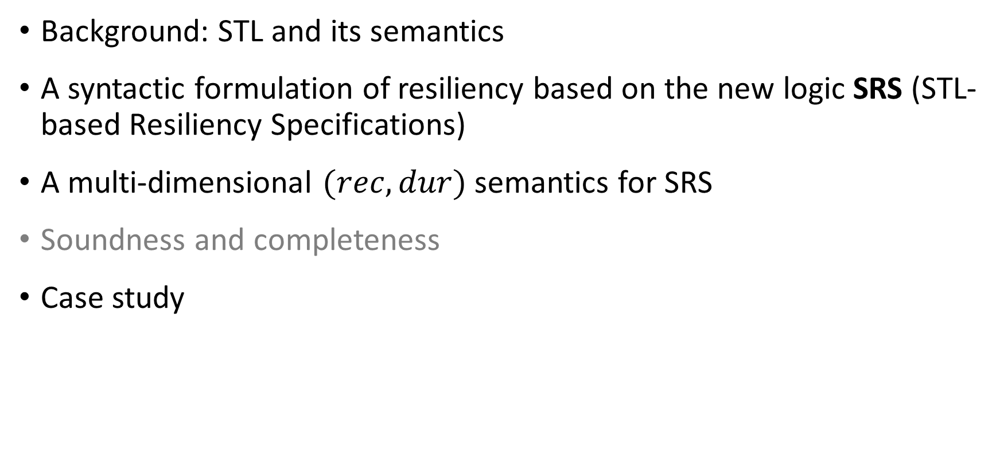 • Background: STL and its semantics
• A syntactic formulation of resiliency based on the new logic SRS (STL-
based Resiliency Specifications)
• A multi-dimensional (rec, dur) semantics for SRS
• Soundness and completeness
• Case study